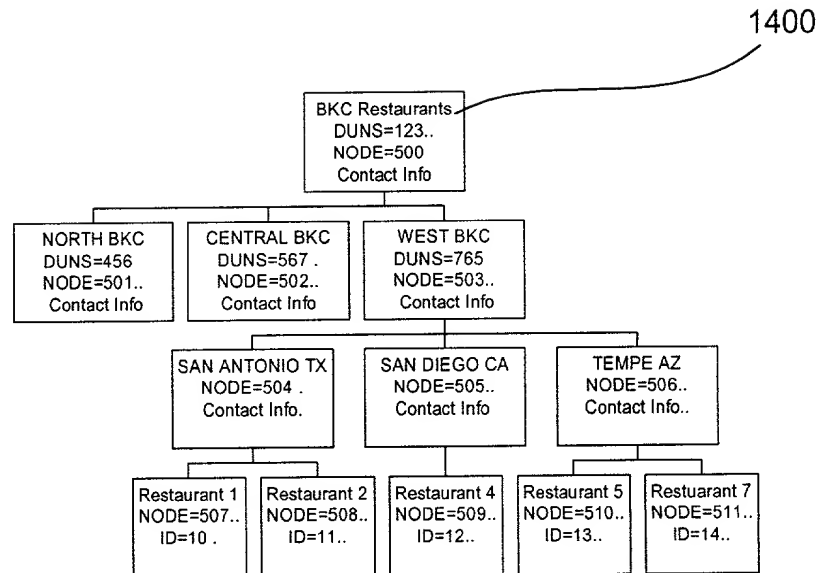 1400
BKC Restaurants
DUNS=123..
NODE=500
Contact Info
NORTH BKC
DUNS=456
NODE=501..
Contact Info
CENTRAL BKC
DUNS=567 .
NODE=502..
Contact Info
WEST BKC
DUNS=765
NODE=503..
Contact Info
SAN ANTONIO TX
NODE=504 .
Contact Info.
SAN DIEGO CA
NODE=505..
Contact Info
TEMPE AZ
NODE=506..
Contact Info..
Restaurant 1
NODE=507..
ID=10 .
Restaurant 2
NODE=508..
ID=11..
Restaurant 4
NODE=509..
ID=12..
Restaurant 5
NODE=510..
ID=13..
Restuarant 7
NODE=511..
ID=14..